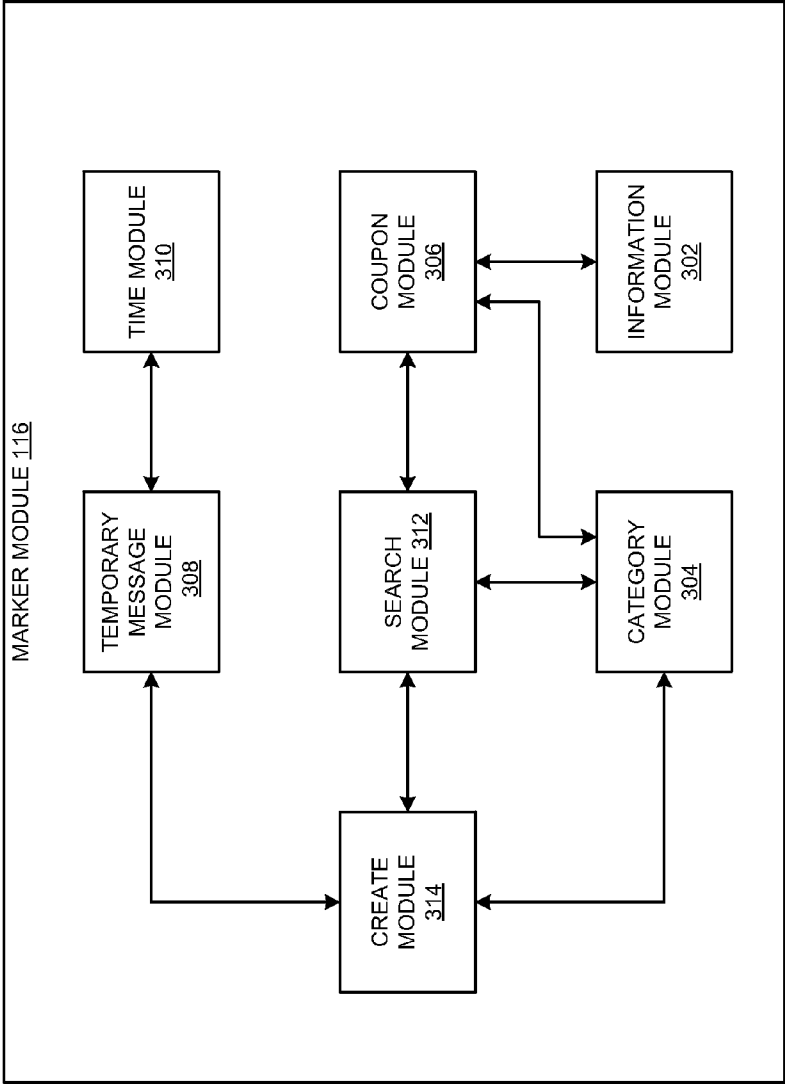 MARKER MODULE 116
TEMPORARY
MESSAGE
MODULE
308
TIME MODULE
310
CREATE
MODULE
314
SEARCH
MODULE 312
COUPON
MODULE
306
CATEGORY
MODULE
304
INFORMATION
MODULE
302